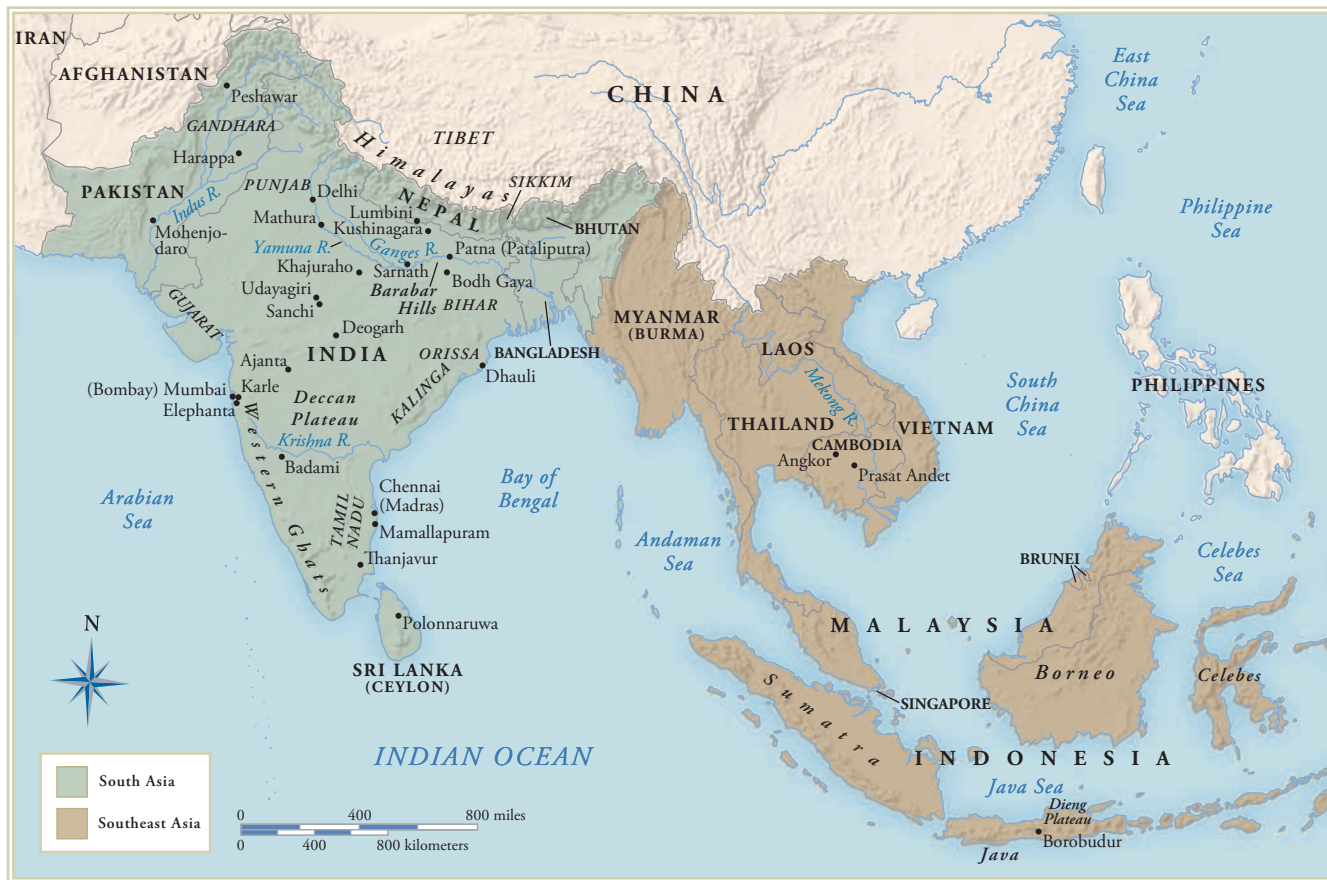 IRAN
AFGHANISTAN
Peshawar
GANDHARA
Harappa
PAKISTAN
Indus R.
PUNJAB
Mohenjo-
daro
Delhi
Mathura
Yamuna R.
Himalayas
TIBET
CHINA
NEPAL
SIKKIM
Lumbini
Kushinagara
BHUTAN
Ganges R.
Patna (Pataliputra)
Khajuraho
Sarnath
Bodh Gaya
Barabar
Hills
BIHAR
Udayagiri
Sanchi
GUJARAT
Deogarh
INDIA
BANGLADESH
ORISSA
Ajanta
Dhauli
KALINGA
(Bombay) Mumbai
Karle
Elephanta
Deccan
Plateau
Krishna R.
Badami
Western Ghats
Chennai
(Madras)
TAMIL
NADU
Mamallapuram
Thanjavur
Polonnaruwa
SRI LANKA
(CEYLON)
Arabian
Sea
Bay of
Bengal
Andaman
Sea
INDIAN OCEAN
MYANMAR
(BURMA)
LAOS
Mekong R.
THAILAND
VIETNAM
CAMBODIA
Angkor
Prasat Andet
East
China
Sea
Philippine
Sea
South
China
Sea
PHILIPPINES
Celebes
Sea
BRUNEI
MALAYSIA
Borneo
Celebes
SINGAPORE
Sumatra
INDONESIA
Java Sea
Dieng
Plateau
Borobudur
Java
N
South Asia
Southeast Asia
0 400 800 miles
0 400 800 kilometers